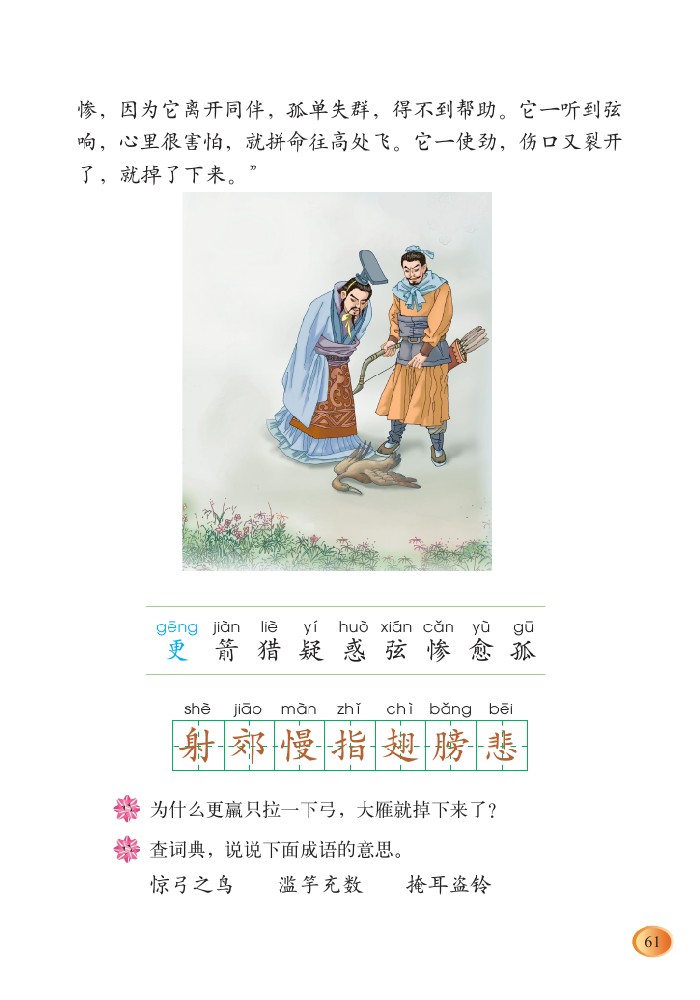 惨，因为它离开同伴，孤单失群，得不到帮助。它一听到弦
响，心里很害怕，就拼命往高处飞。它一使劲，伤口又裂开
了，就掉了下来。”
gēng jiàn liè yí huò xián cǎn yù gū
更 箭 猎 疑 惑 弦 惨 愈 孤
shè jiāo màn zhǐ chì bǎng bēi
射 郊 慢 指 翅 膀 悲
为什么更羸只拉一下弓，大雁就掉下来了？
查词典，说说下面成语的意思。
惊弓之鸟 滥竽充数 掩耳盗铃
61